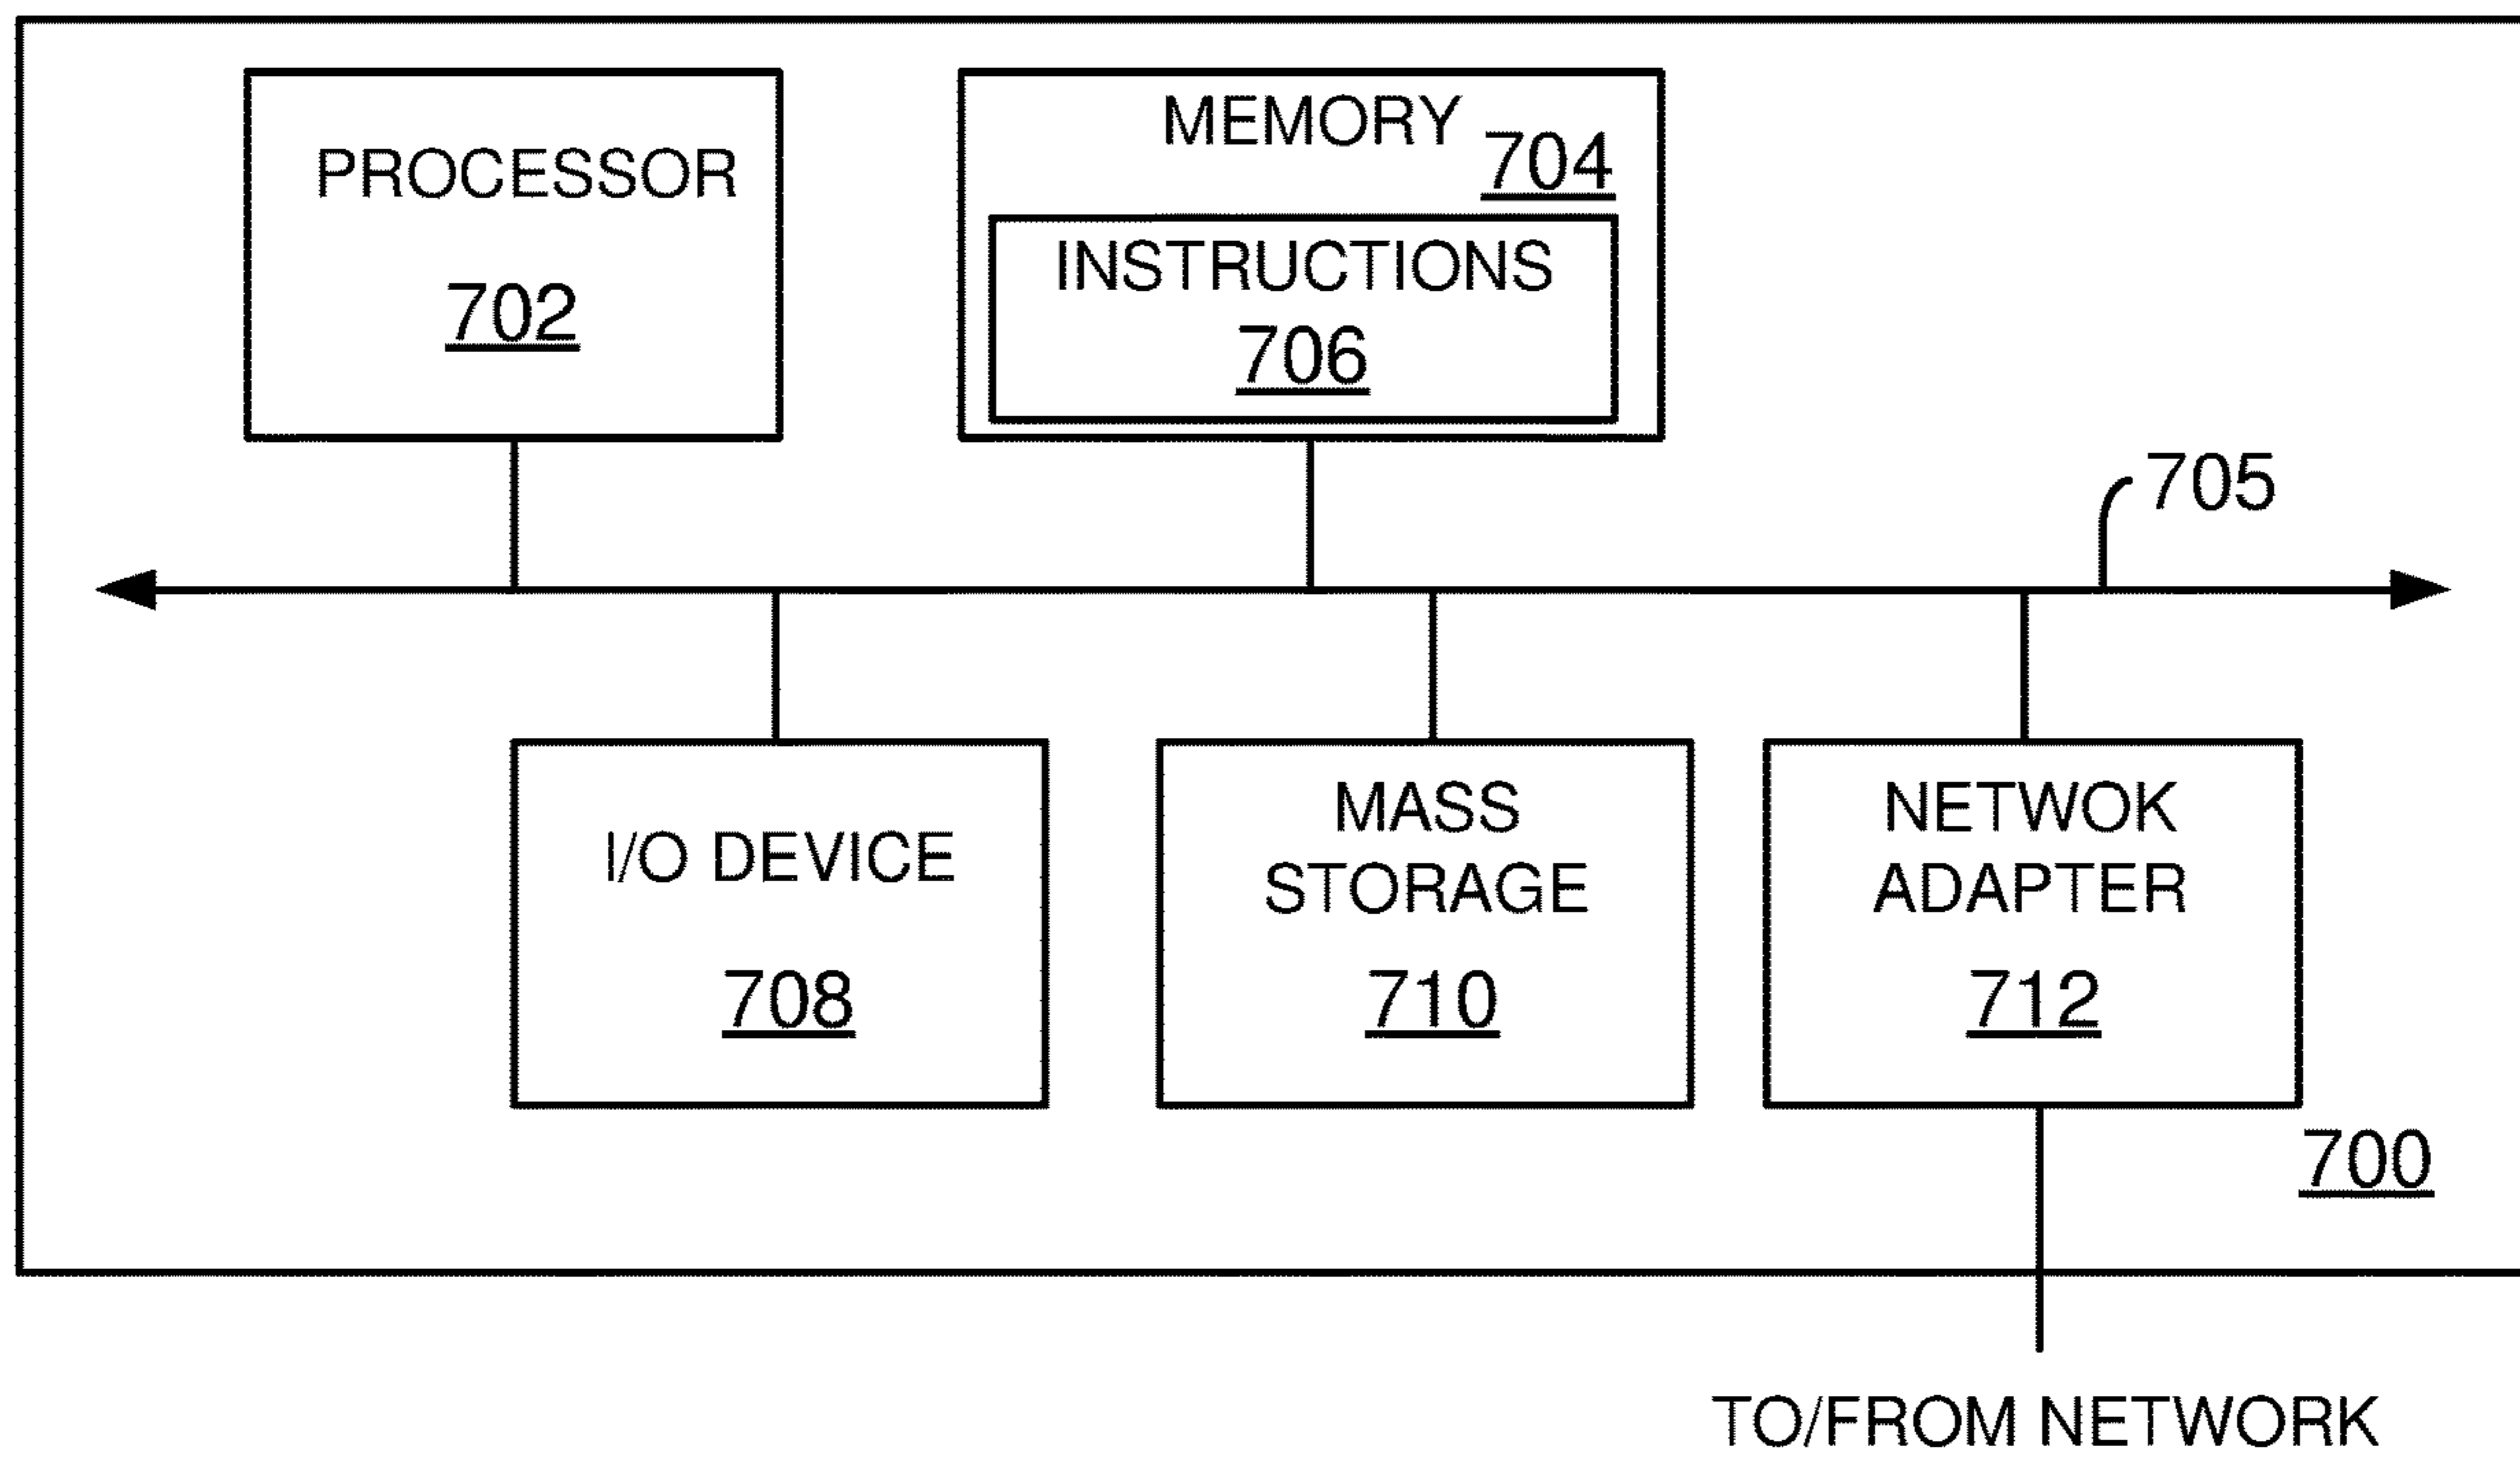 PROCESSOR
702
MEMORY
704
INSTRUCTIONS
706
705
I/O DEVICE
708
MASS
STORAGE
710
NETWOK
ADAPTER
712
700
TO/FROM NETWORK